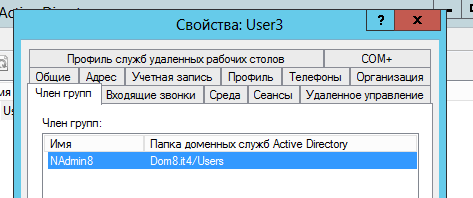 Active Directory
Свойства: User3
? x
Профиль служб удаленных рабочих столов COM+
Общие Адрес Учетная запись Профиль Телефоны Организация
Член групп Входящие звонки Среда Сеансы Удаленное управление
Член групп:
Имя Папка доменных служб Active Directory
NAdmin8 Dom8.it4/Users